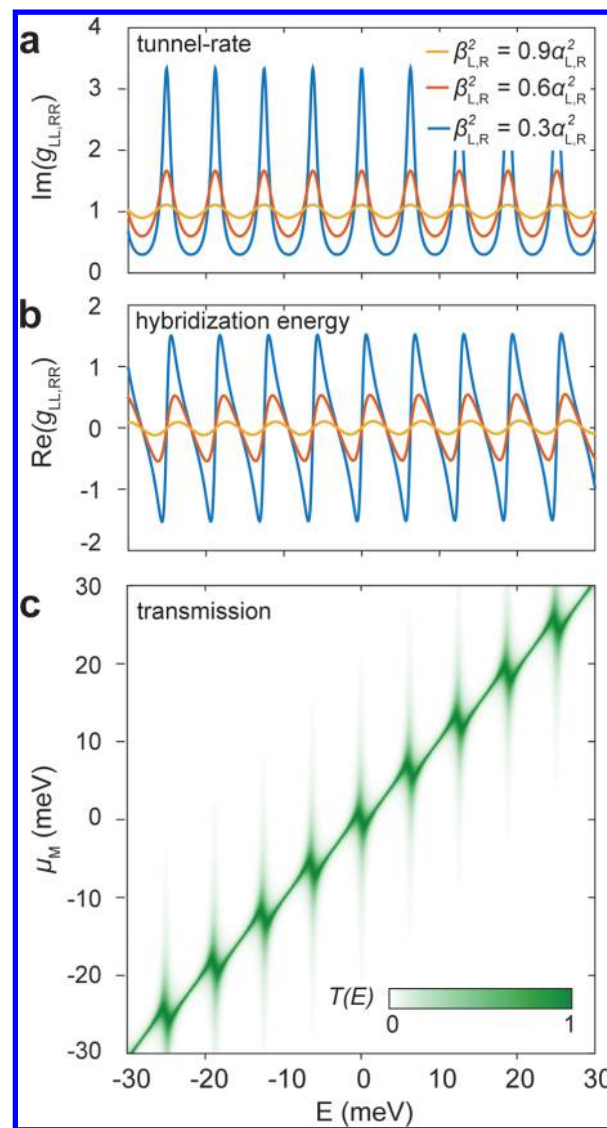 a
tunnel-rate
β²L,R = 0.9α²L,R
β²L,R = 0.6α²L,R
β²L,R = 0.3α²L,R
Im(gLL,RR)
4
3
2
1
0
b
hybridization energy
Re(gLL,RR)
2
1
0
-1
-2
c
transmission
μM (meV)
30
20
10
0
-10
-20
-30
T(E)
0
1
-30
-20
-10
0
10
20
30
E (meV)